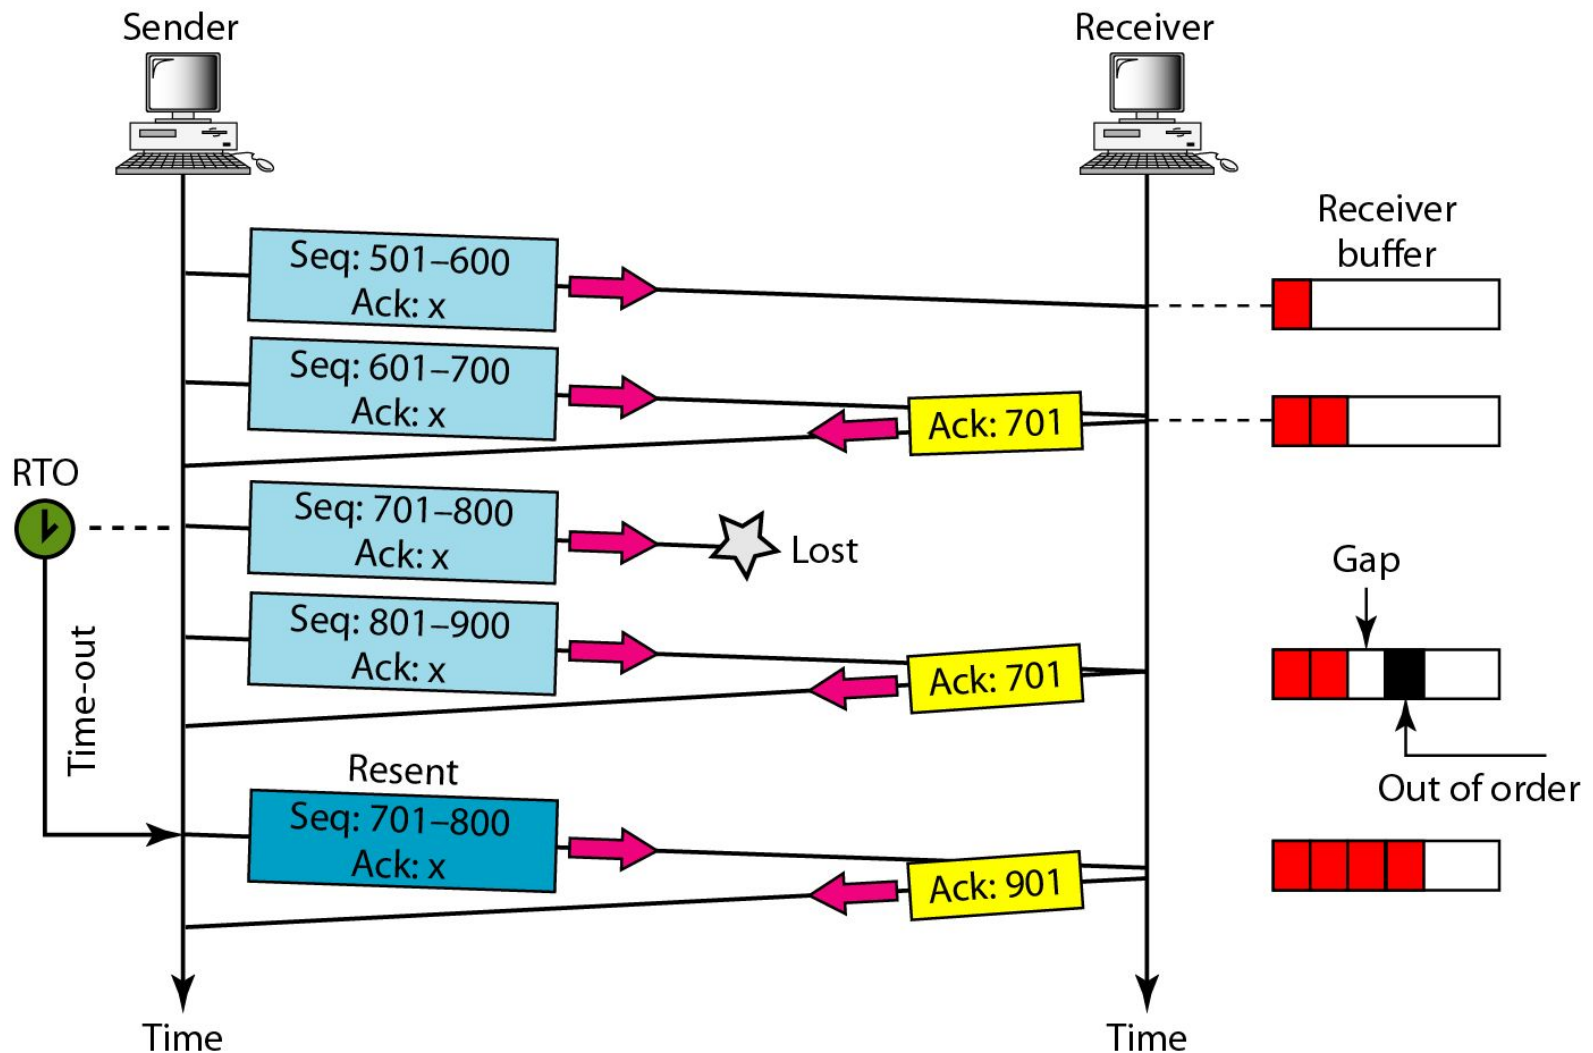 Sender
Receiver
Receiver
buffer
Seq: 501–600
Ack: x
Seq: 601–700
Ack: x
Ack: 701
RTO
Seq: 701–800
Ack: x
Lost
Gap
Time-out
Seq: 801–900
Ack: x
Ack: 701
Out of order
Resent
Seq: 701–800
Ack: x
Ack: 901
Time
Time